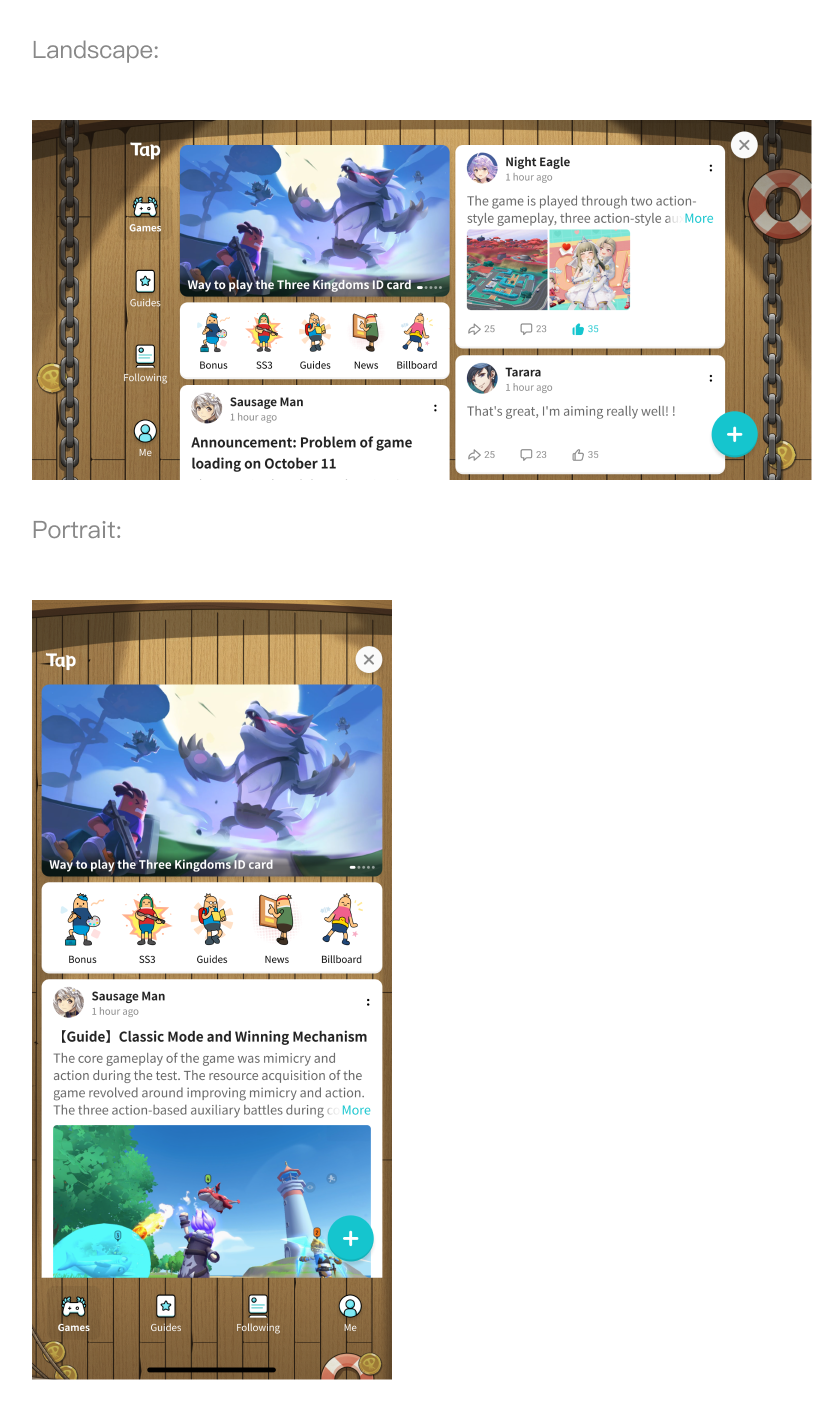 Landscape:
Tap
Games
Guides
Following
Me
Way to play the Three Kingdoms ID card
Bonus
SS3
Guides
News
Billboard
Sausage Man
1 hour ago
Announcement: Problem of game
loading on October 11
Night Eagle
1 hour ago
The game is played through two action-
style gameplay, three action-style au More
25
23
35
Tarara
1 hour ago
That's great, I'm aiming really well! !
25
23
35
Portrait:
Tap
Way to play the Three Kingdoms ID card
Bonus
SS3
Guides
News
Billboard
Sausage Man
1 hour ago
【Guide】Classic Mode and Winning Mechanism
The core gameplay of the game was mimicry and
action during the test. The resource acquisition of the
game revolved around improving mimicry and action.
The three action-based auxiliary battles during More
Games
Guides
Following
Me